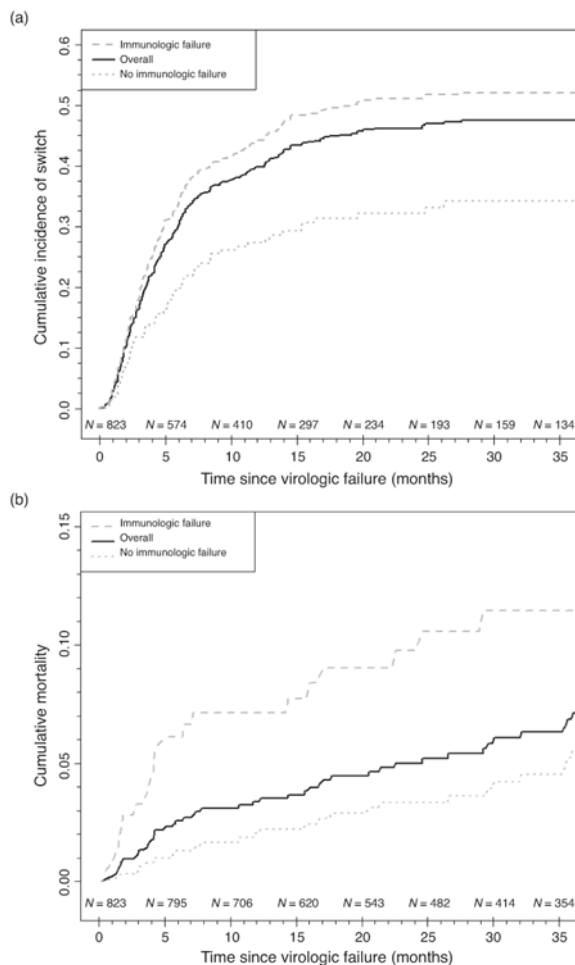 (a)
Immunologic failure
Overall
No immunologic failure
Cumulative incidence of switch
0.6
0.5
0.4
0.3
0.2
0.1
0.0
N = 823 N = 574 N = 410 N = 297 N = 234 N = 193 N = 159 N = 134
0 5 10 15 20 25 30 35
Time since virologic failure (months)
(b)
Immunologic failure
Overall
No immunologic failure
Cumulative mortality
0.15
0.10
0.05
0.00
N = 823 N = 795 N = 706 N = 620 N = 543 N = 482 N = 414 N = 354
0 5 10 15 20 25 30 35
Time since virologic failure (months)